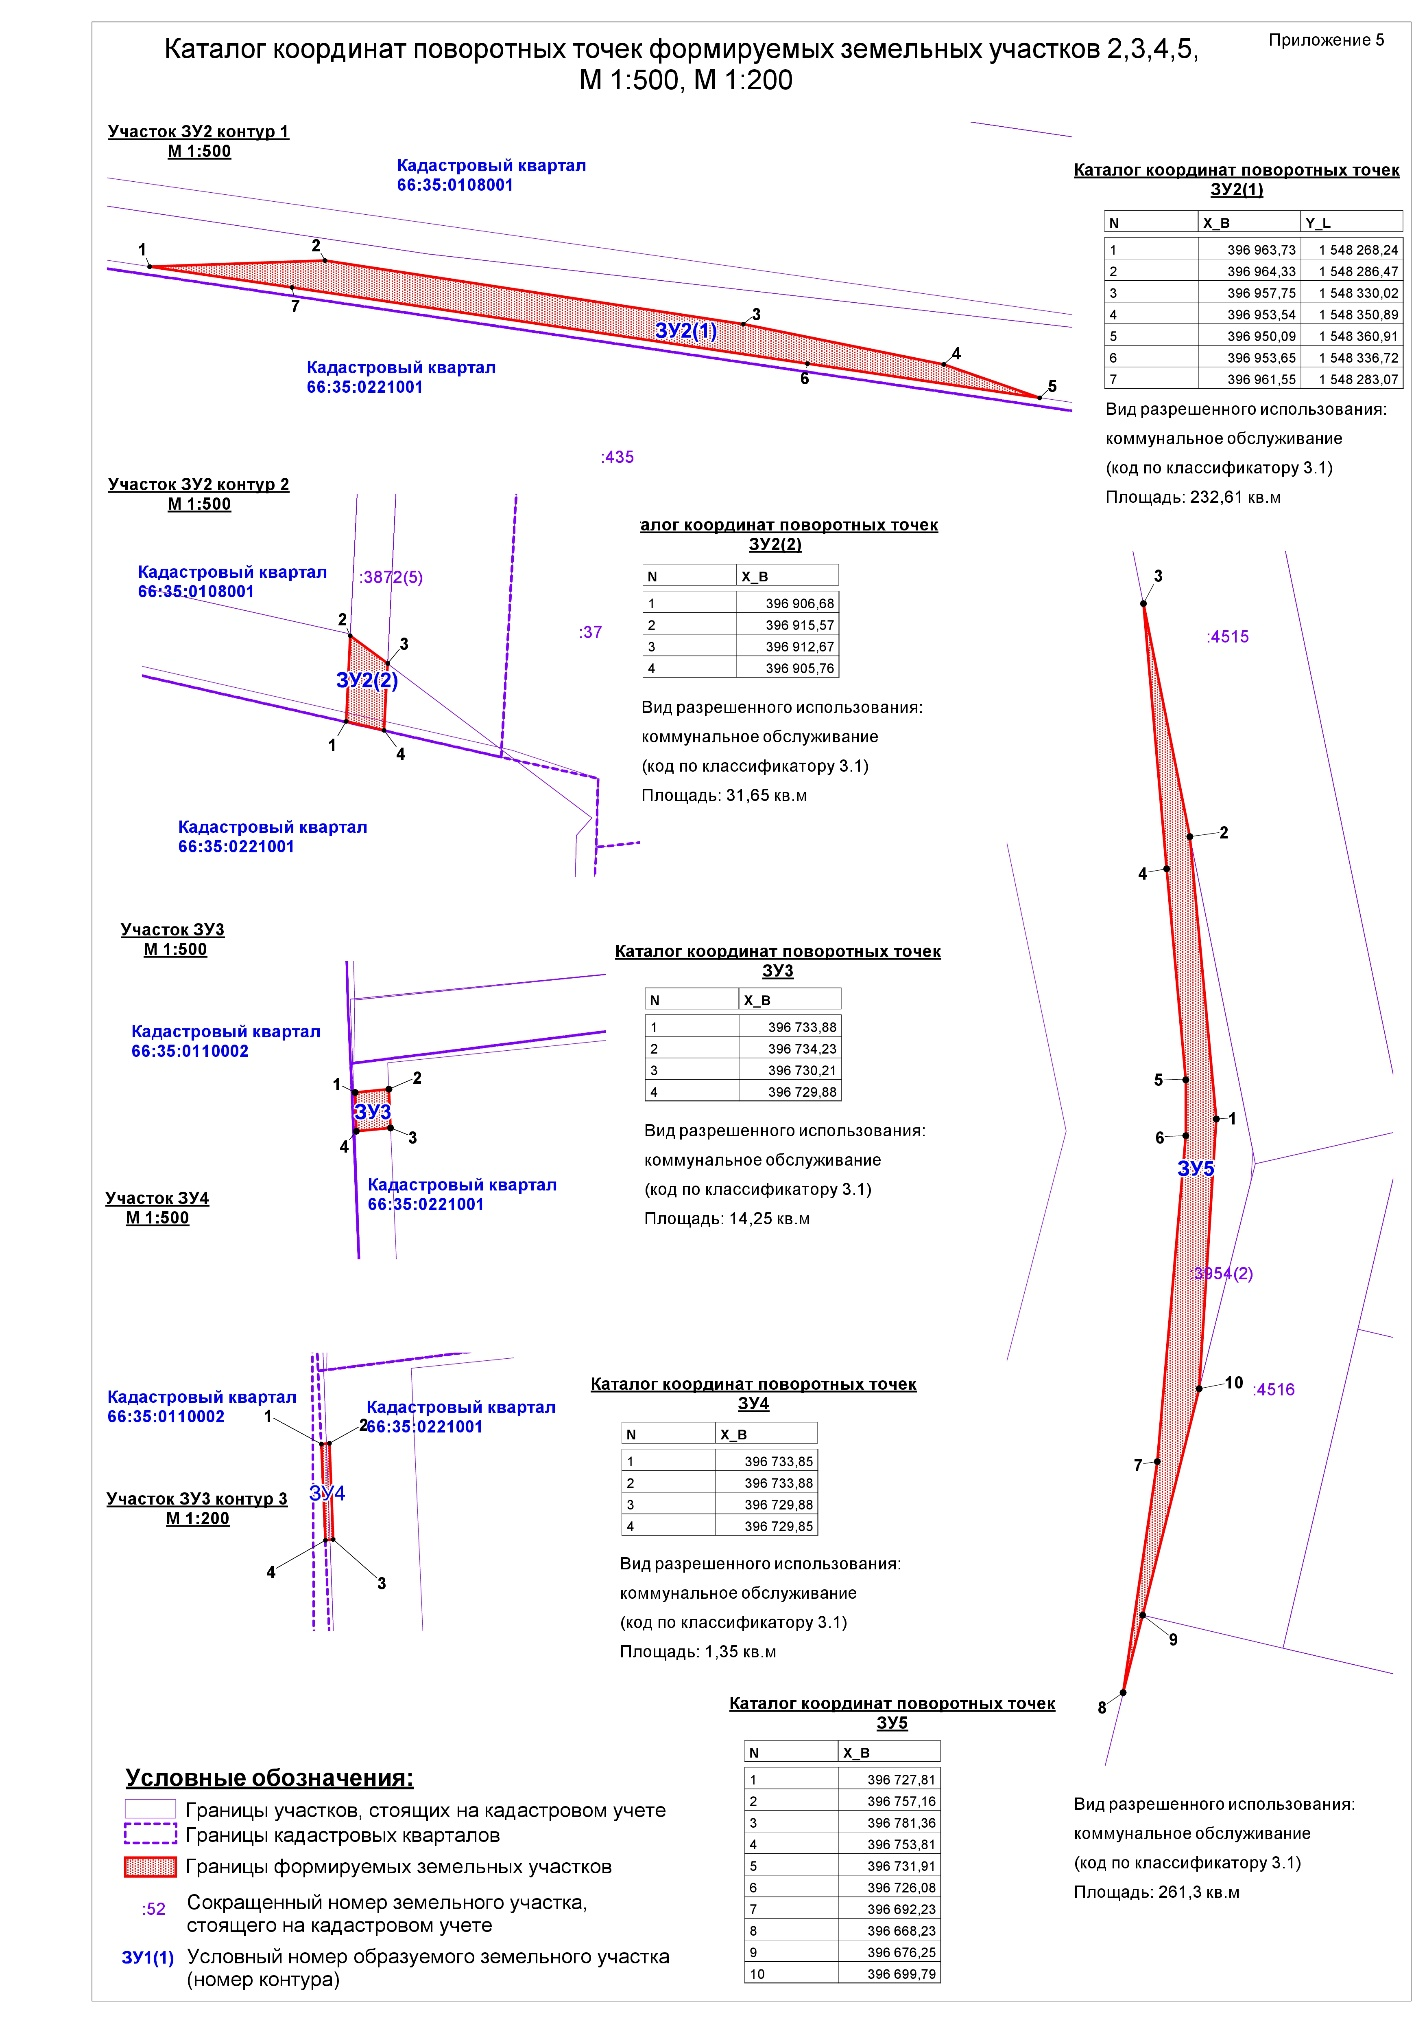 Каталог координат поворотных точек формируемых земельных участков 2,3,4,5,
М 1:500, М 1:200
Приложение 5
Участок ЗУ2 контур 1
М 1:500
Кадастровый квартал
66:35:0108001
1
2
3
4
5
6
7
ЗУ2(1)
Кадастровый квартал
66:35:0221001
:435
Каталог координат поворотных точек
ЗУ2(1)
N X_B Y_L
1 396 963,73 1 548 268,24
2 396 964,33 1 548 286,47
3 396 957,75 1 548 330,02
4 396 953,54 1 548 350,89
5 396 950,09 1 548 360,91
6 396 953,65 1 548 336,72
7 396 961,55 1 548 283,07
Вид разрешенного использования:
коммунальное обслуживание
(код по классификатору 3.1)
Площадь: 232,61 кв.м
Участок ЗУ2 контур 2
М 1:500
Кадастровый квартал
66:35:0108001
:3872(5)
:37
2
3
ЗУ2(2)
1
4
Кадастровый квартал
66:35:0221001
алог координат поворотных точек
ЗУ2(2)
N X_B
1 396 906,68
2 396 915,57
3 396 912,67
4 396 905,76
Вид разрешенного использования:
коммунальное обслуживание
(код по классификатору 3.1)
Площадь: 31,65 кв.м
Участок ЗУ3
М 1:500
Кадастровый квартал
66:35:0110002
1
2
ЗУ3
3
4
Кадастровый квартал
66:35:0221001
Каталог координат поворотных точек
ЗУ3
N X_B
1 396 733,88
2 396 734,23
3 396 730,21
4 396 729,88
Вид разрешенного использования:
коммунальное обслуживание
(код по классификатору 3.1)
Площадь: 14,25 кв.м
Участок ЗУ4
М 1:500
Кадастровый квартал
66:35:0110002
Кадастровый квартал
66:35:0221001
1
2
ЗУ4
4
3
Участок ЗУ3 контур 3
М 1:200
Каталог координат поворотных точек
ЗУ4
N X_B
1 396 733,85
2 396 733,88
3 396 729,88
4 396 729,85
Вид разрешенного использования:
коммунальное обслуживание
(код по классификатору 3.1)
Площадь: 1,35 кв.м
3
:4515
2
4
5
1
6
ЗУ5
:3954(2)
10
:4516
7
9
8
Каталог координат поворотных точек
ЗУ5
N X_B
1 396 727,81
2 396 757,16
3 396 781,36
4 396 753,81
5 396 731,91
6 396 726,08
7 396 692,23
8 396 668,23
9 396 676,25
10 396 699,79
Вид разрешенного использования:
коммунальное обслуживание
(код по классификатору 3.1)
Площадь: 261,3 кв.м
Условные обозначения:
Границы участков, стоящих на кадастровом учете
Границы кадастровых кварталов
Границы формируемых земельных участков
:52 Сокращенный номер земельного участка,
стоящего на кадастровом учете
ЗУ1(1) Условный номер образуемого земельного участка
(номер контура)